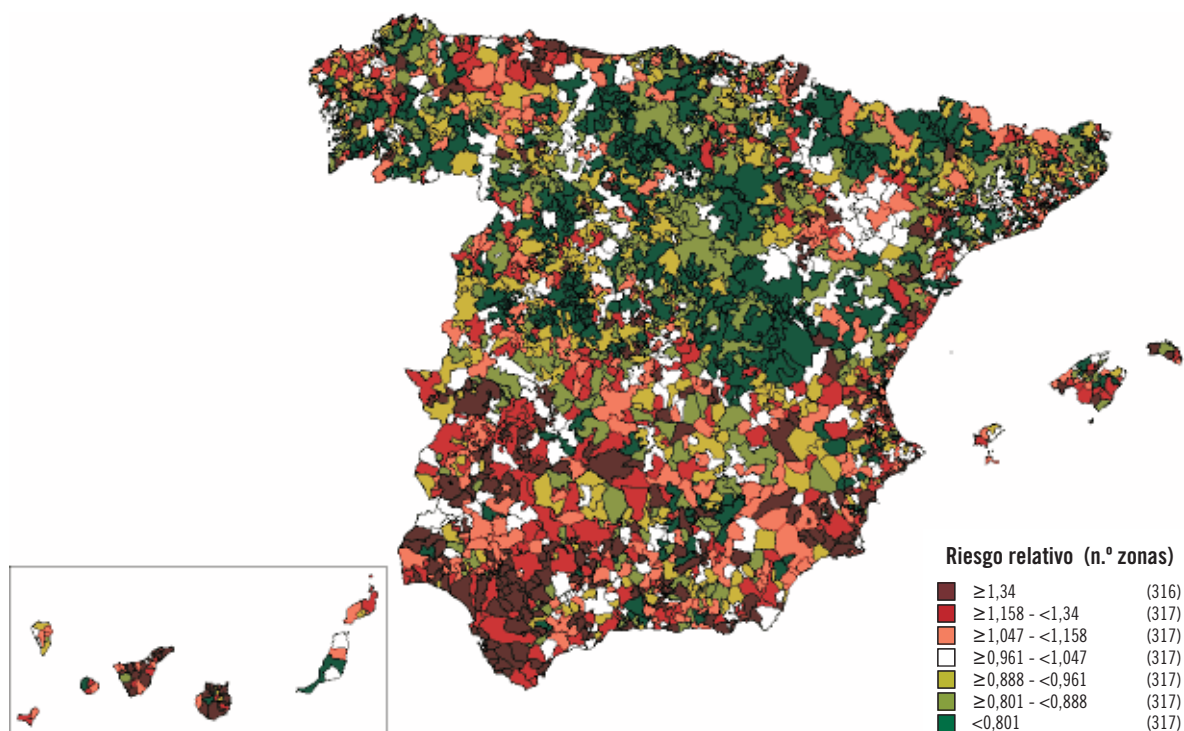 Riesgo relativo (n.º zonas)
≥1,34 (316)
≥1,158 - <1,34 (317)
≥1,047 - <1,158 (317)
≥0,961 - <1,047 (317)
≥0,888 - <0,961 (317)
≥0,801 - <0,888 (317)
<0,801 (317)